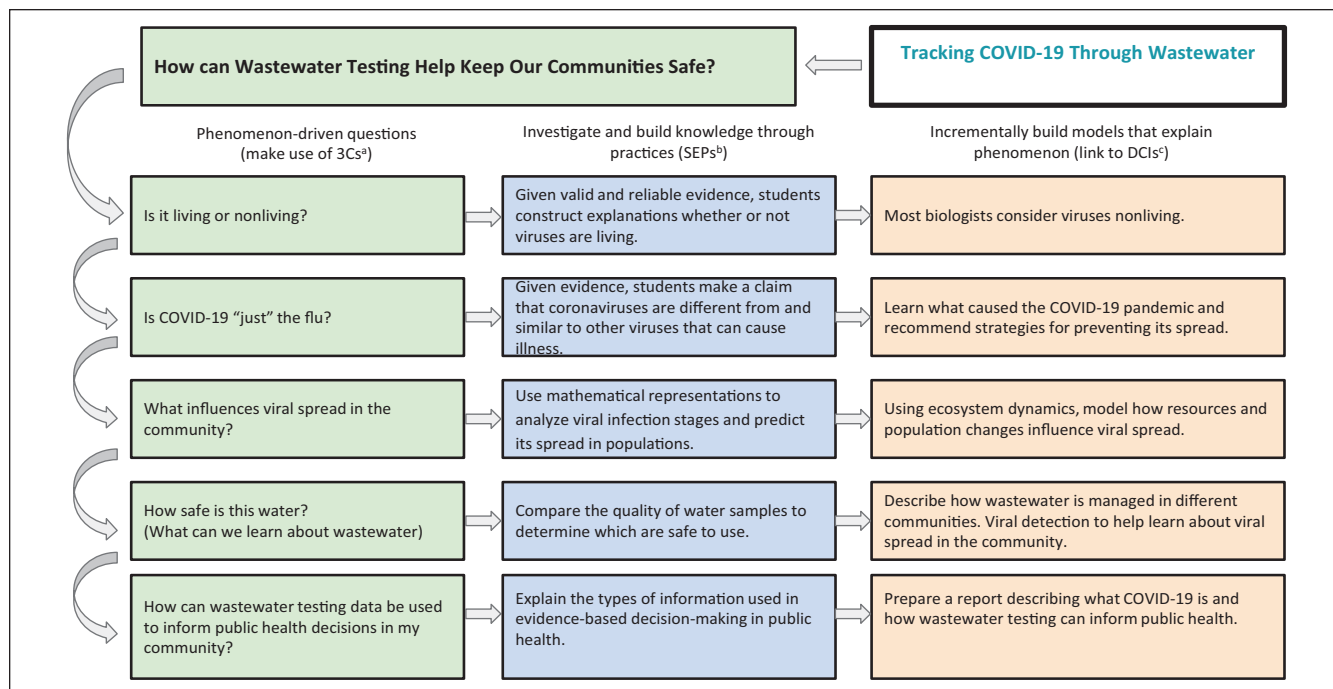 How can Wastewater Testing Help Keep Our Communities Safe?
Tracking COVID-19 Through Wastewater
Phenomenon-driven questions
(make use of 3Csᵃ)
Investigate and build knowledge through
practices (SEPsᵇ)
Incrementally build models that explain
phenomenon (link to DCIsᶜ)
Is it living or nonliving?
Given valid and reliable evidence, students
construct explanations whether or not
viruses are living.
Most biologists consider viruses nonliving.
Is COVID-19 “just” the flu?
Given evidence, students make a claim
that coronaviruses are different from and
similar to other viruses that can cause
illness.
Learn what caused the COVID-19 pandemic and
recommend strategies for preventing its spread.
What influences viral spread in the
community?
Use mathematical representations to
analyze viral infection stages and predict
its spread in populations.
Using ecosystem dynamics, model how resources and
population changes influence viral spread.
How safe is this water?
(What can we learn about wastewater)
Compare the quality of water samples to
determine which are safe to use.
Describe how wastewater is managed in different
communities. Viral detection to help learn about viral
spread in the community.
How can wastewater testing data be used
to inform public health decisions in my
community?
Explain the types of information used in
evidence-based decision-making in public
health.
Prepare a report describing what COVID-19 is and
how wastewater testing can inform public health.